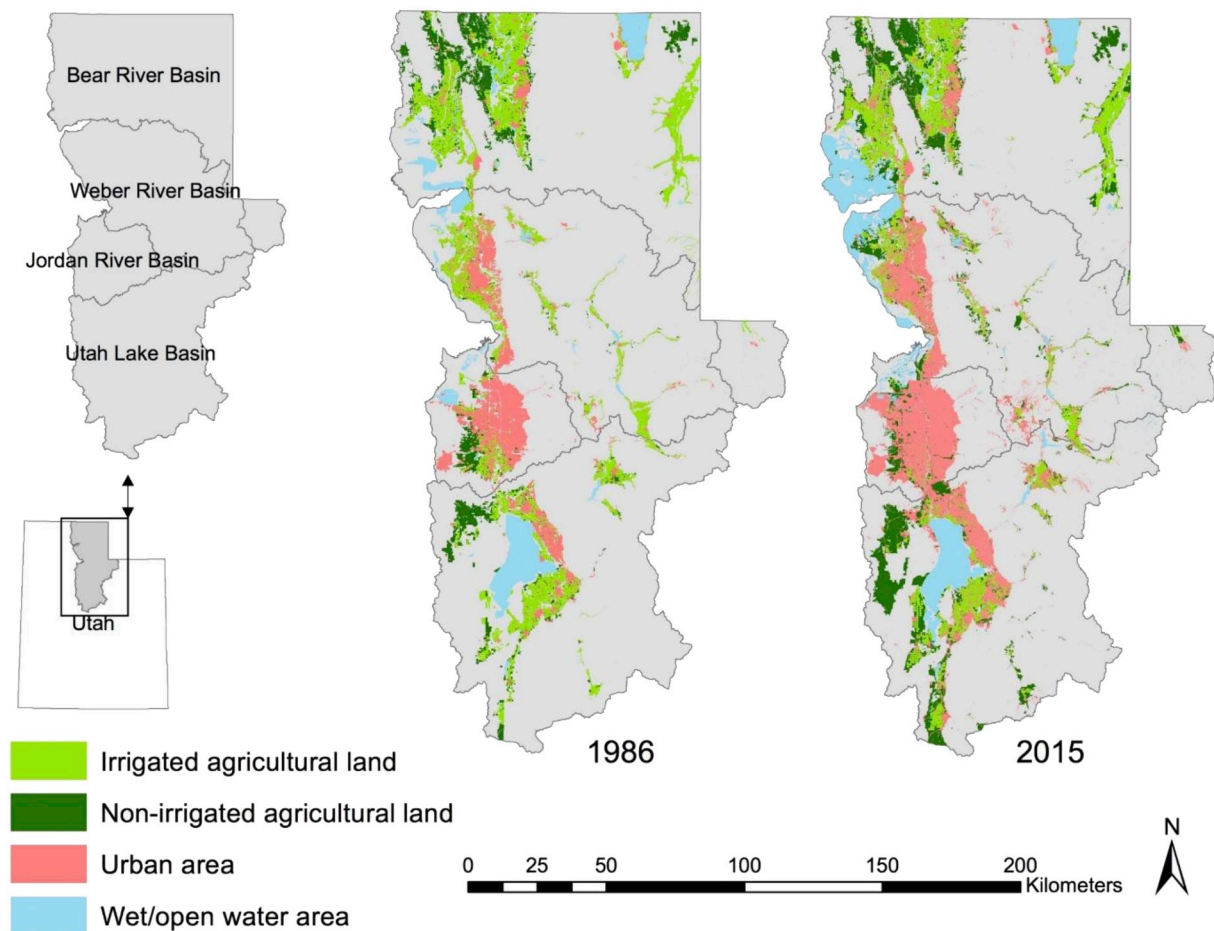 Bear River Basin
Weber River Basin
Jordan River Basin
Utah Lake Basin
Utah
1986
2015
Irrigated agricultural land
Non-irrigated agricultural land
Urban area
Wet/open water area
0 25 50 100 150 200
Kilometers
N